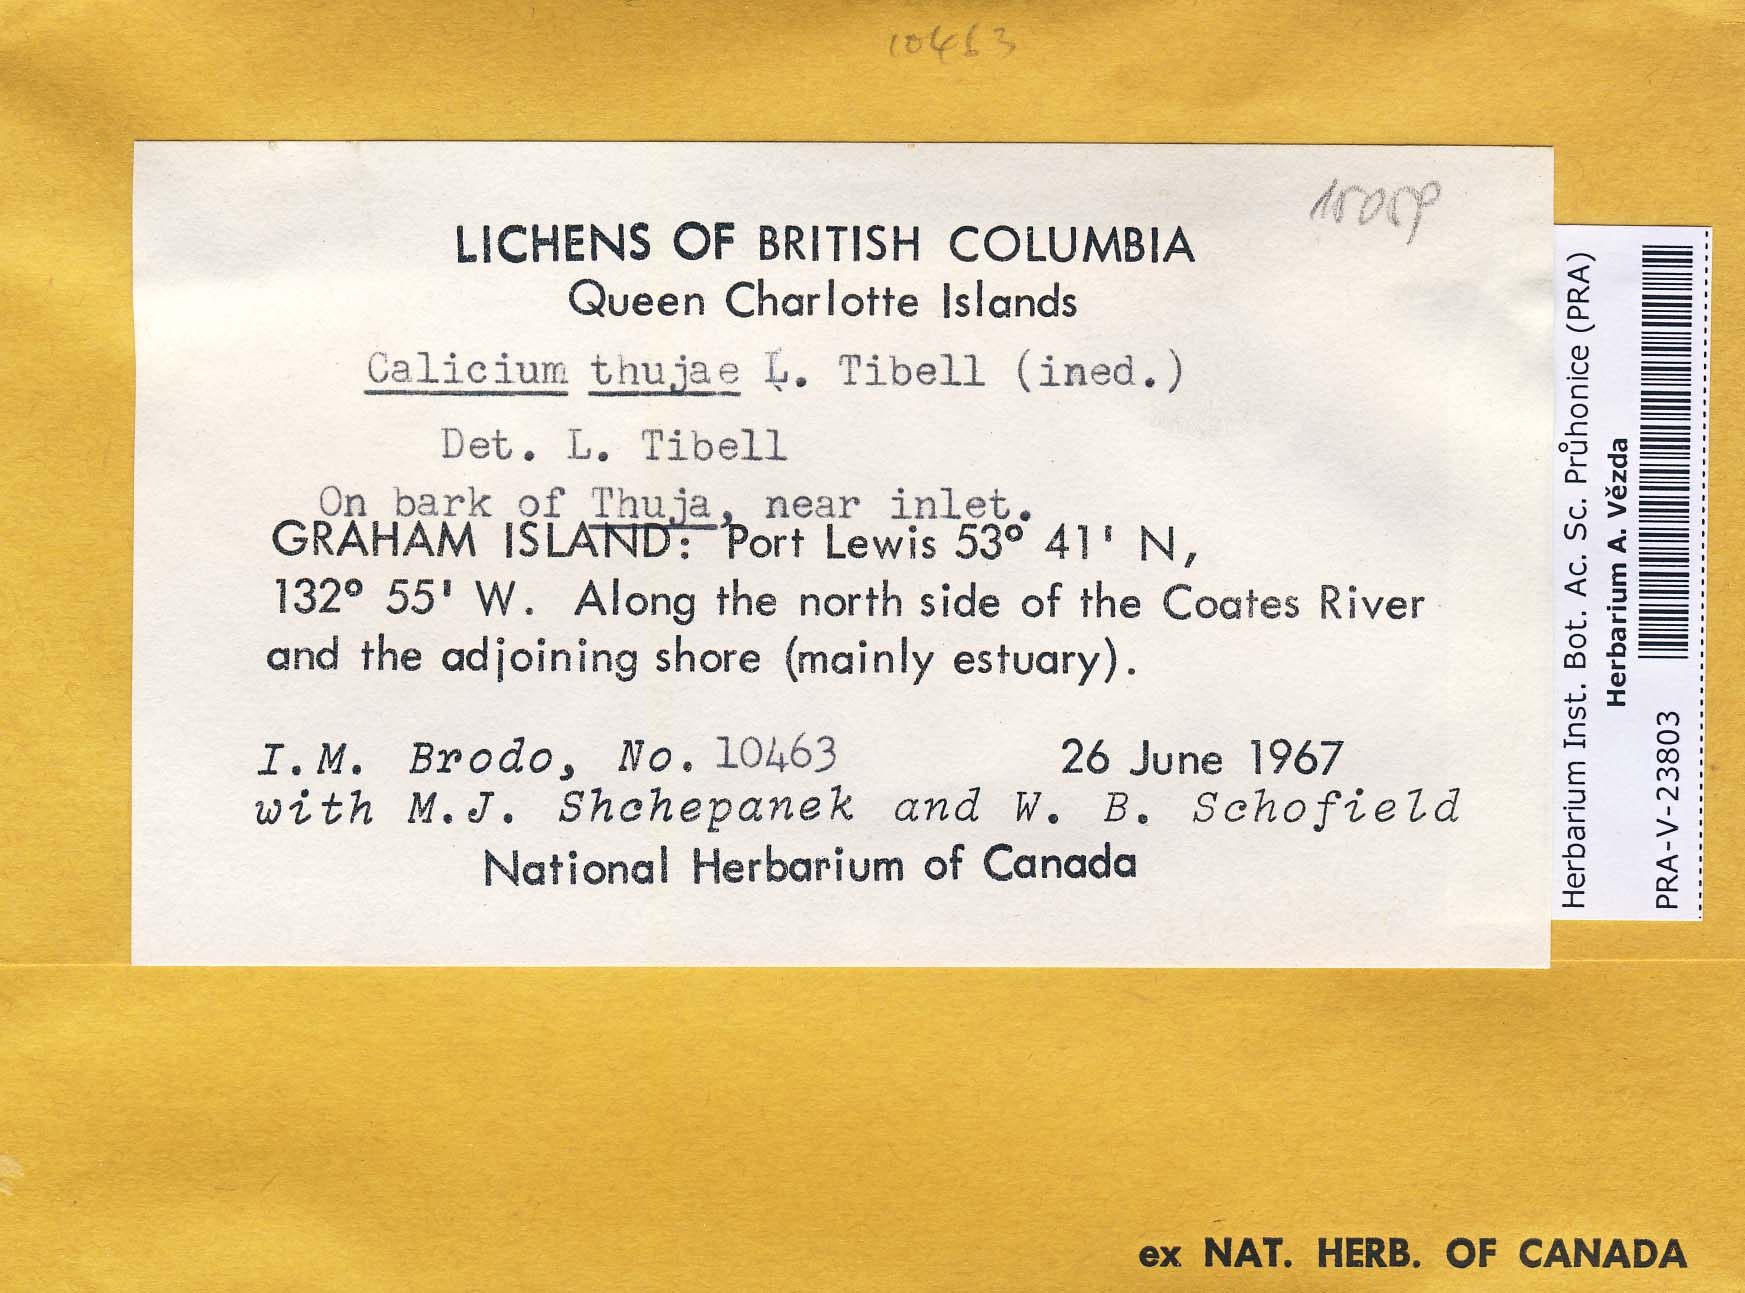 10463
LICHENS OF BRITISH COLUMBIA
Queen Charlotte Islands
Calicium thujae L. Tibell (ined.)
Det. L. Tibell
On bark of Thuja, near inlet.
GRAHAM ISLAND: Port Lewis 53° 41' N,
132° 55' W. Along the north side of the Coates River
and the adjoining shore (mainly estuary).
I.M. Brodo, No. 10463 26 June 1967
with M.J. Shchepanek and W. B. Schofield
National Herbarium of Canada
Herbarium Inst. Bot. Ac. Sc. Průhonice (PRA)
Herbarium A. Vězda
PRA-V-23803
ex NAT. HERB. OF CANADA